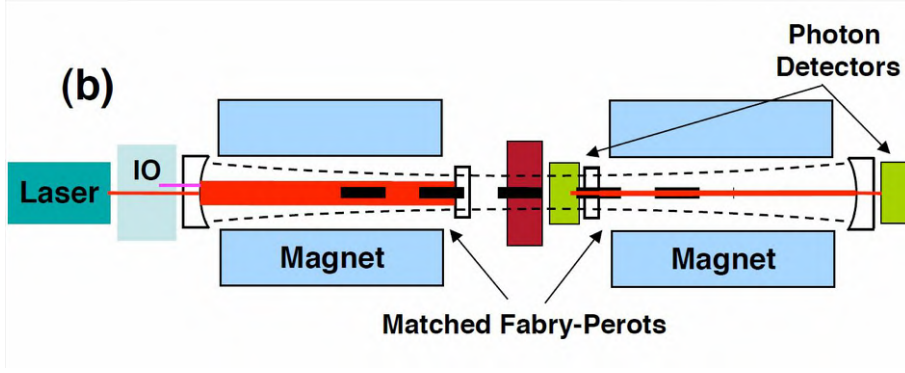 Photon
Detectors
(b)
IO
Laser
Magnet
Magnet
Matched Fabry-Perots